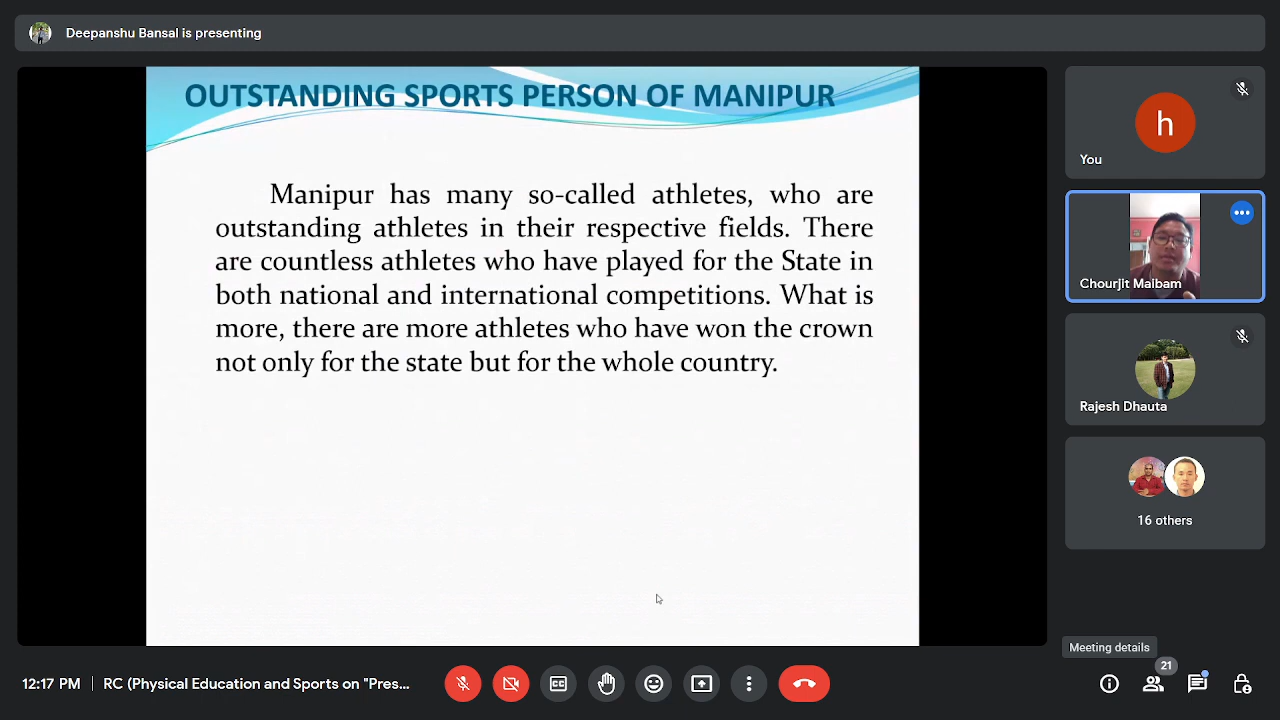 Deepanshu Bansal is presenting
OUTSTANDING SPORTS PERSON OF MANIPUR
Manipur has many so-called athletes, who are
outstanding athletes in their respective fields. There
are countless athletes who have played for the State in
both national and international competitions. What is
more, there are more athletes who have won the crown
not only for the state but for the whole country.
h
You
Chourjit Maibam
Rajesh Dhauta
16 others
Meeting details
12:17 PM | RC (Physical Education and Sports on "Pres...
CC
21